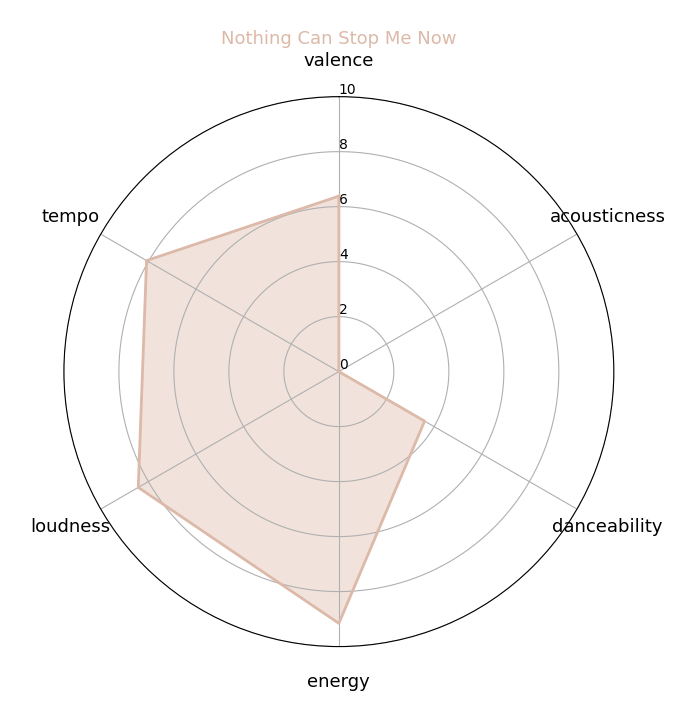 Nothing Can Stop Me Now
valence
10
8
tempo
6
acousticness
4
2
0
loudness
danceability
energy